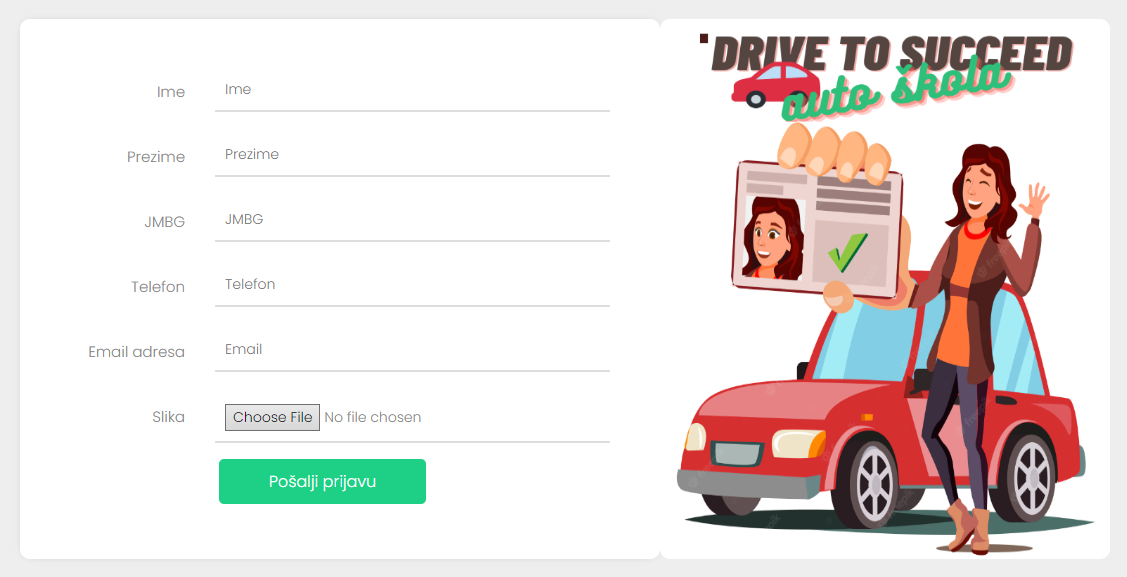 Ime
Ime
Prezime
Prezime
JMBG
JMBG
Telefon
Telefon
Email adresa
Email
Slika
Choose File No file chosen
Pošalji prijavu
DRIVE TO SUCCEED
auto škola